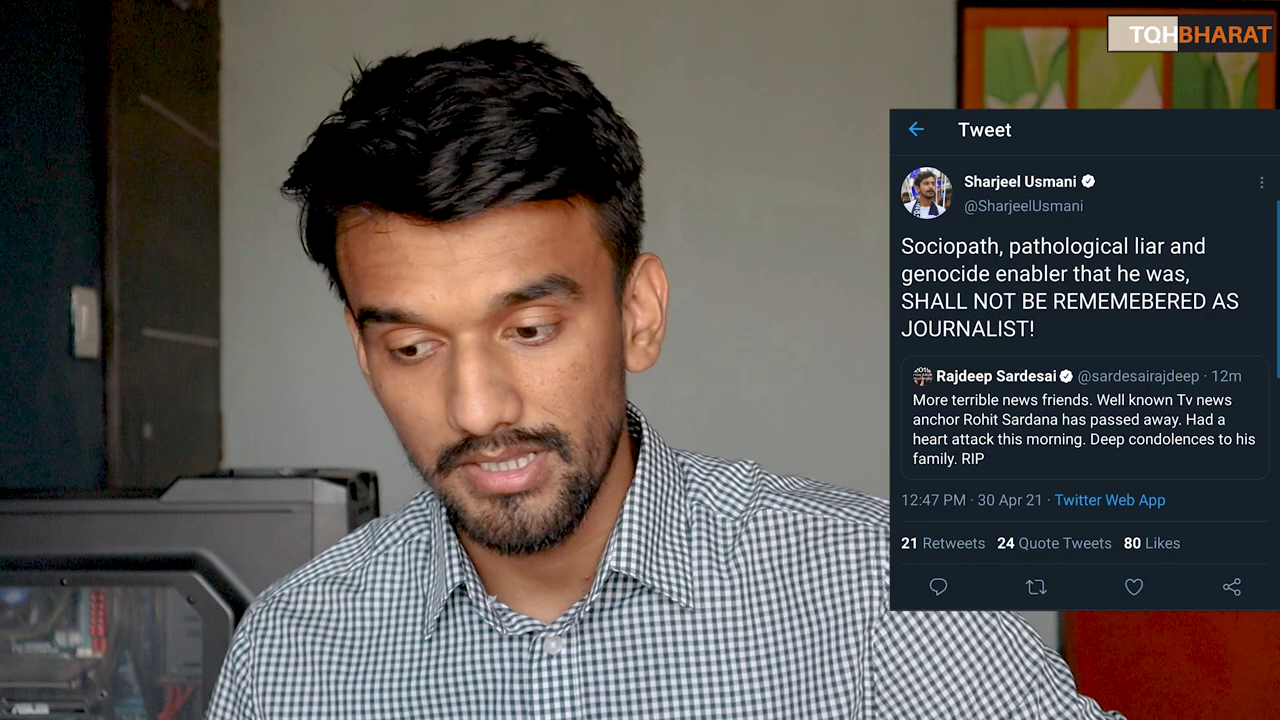 TQHBHARAT
Tweet
Sharjeel Usmani
@SharjeelUsmani
Sociopath, pathological liar and
genocide enabler that he was,
SHALL NOT BE REMEMEBERED AS
JOURNALIST!
Rajdeep Sardesai @sardesairajdeep · 12m
More terrible news friends. Well known Tv news
anchor Rohit Sardana has passed away. Had a
heart attack this morning. Deep condolences to his
family. RIP
12:47 PM · 30 Apr 21 · Twitter Web App
21 Retweets 24 Quote Tweets 80 Likes